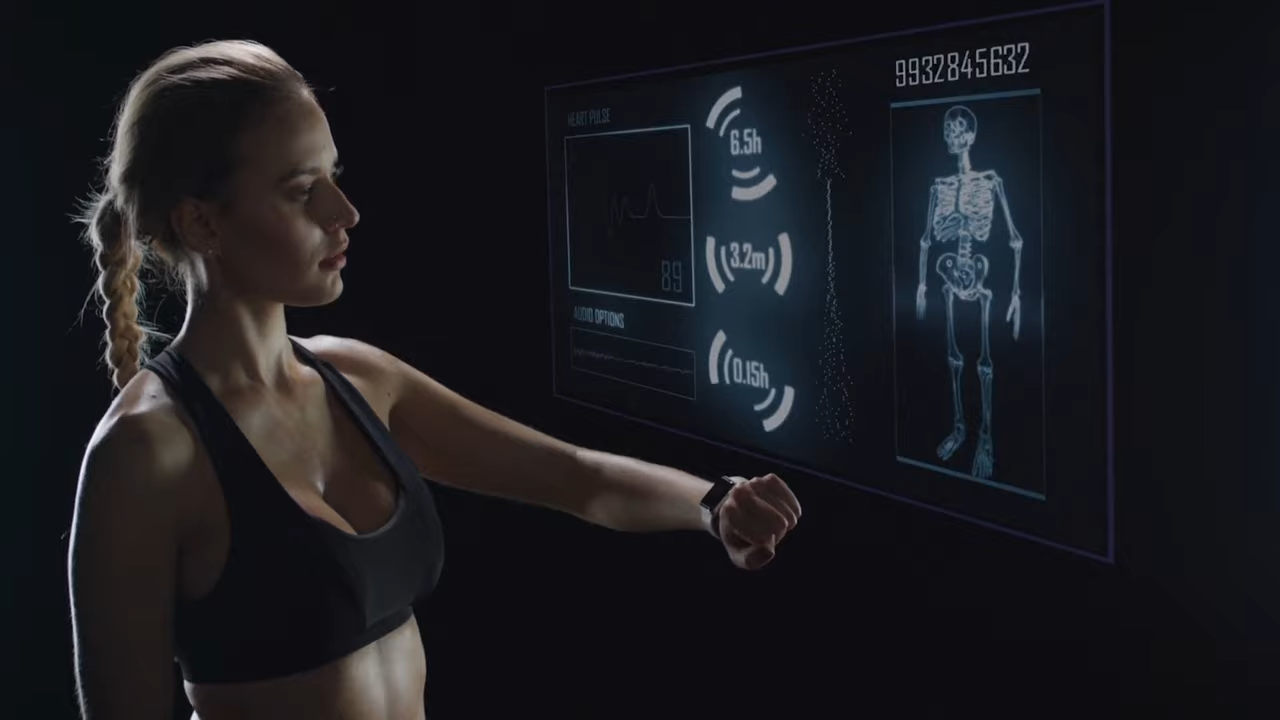 HEART PULSE
89
AUDIO OPTIONS
6.5h
3.2m
0.15h
9932845632